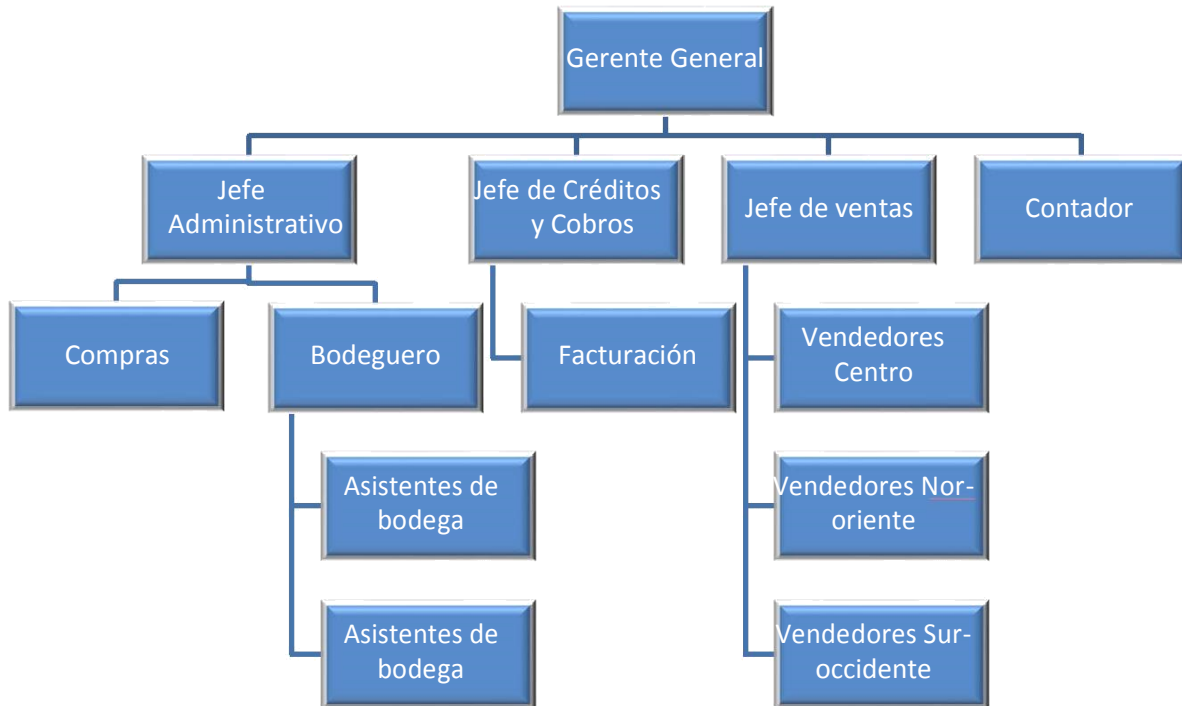 Gerente General
Jefe
Administrativo
Jefe de Créditos
y Cobros
Jefe de ventas
Contador
Compras
Bodeguero
Facturación
Vendedores
Centro
Asistentes de
bodega
Vendedores Nor-
oriente
Asistentes de
bodega
Vendedores Sur-
occidente